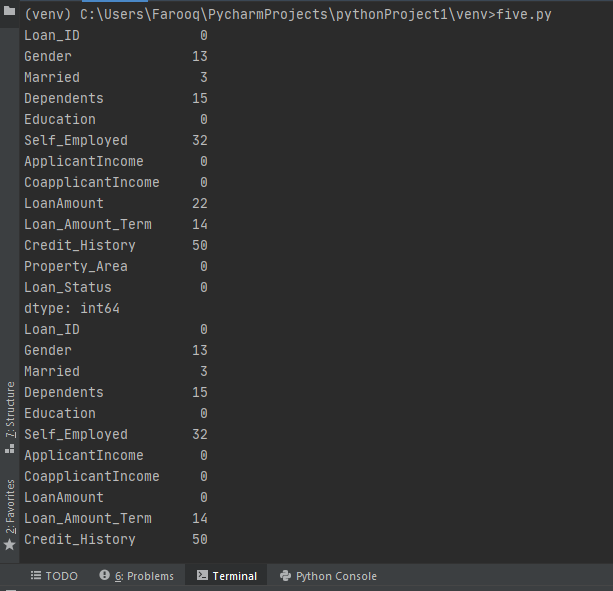 (venv) C:\Users\Farooq\PycharmProjects\pythonProject1\venv>five.py
Loan_ID 0
Gender 13
Married 3
Dependents 15
Education 0
Self_Employed 32
ApplicantIncome 0
CoapplicantIncome 0
LoanAmount 22
Loan_Amount_Term 14
Credit_History 50
Property_Area 0
Loan_Status 0
dtype: int64
Loan_ID 0
Gender 13
Married 3
Dependents 15
Education 0
Self_Employed 32
ApplicantIncome 0
CoapplicantIncome 0
LoanAmount 0
Loan_Amount_Term 14
Credit_History 50
7: Structure
2: Favorites
TODO 6: Problems Terminal Python Console